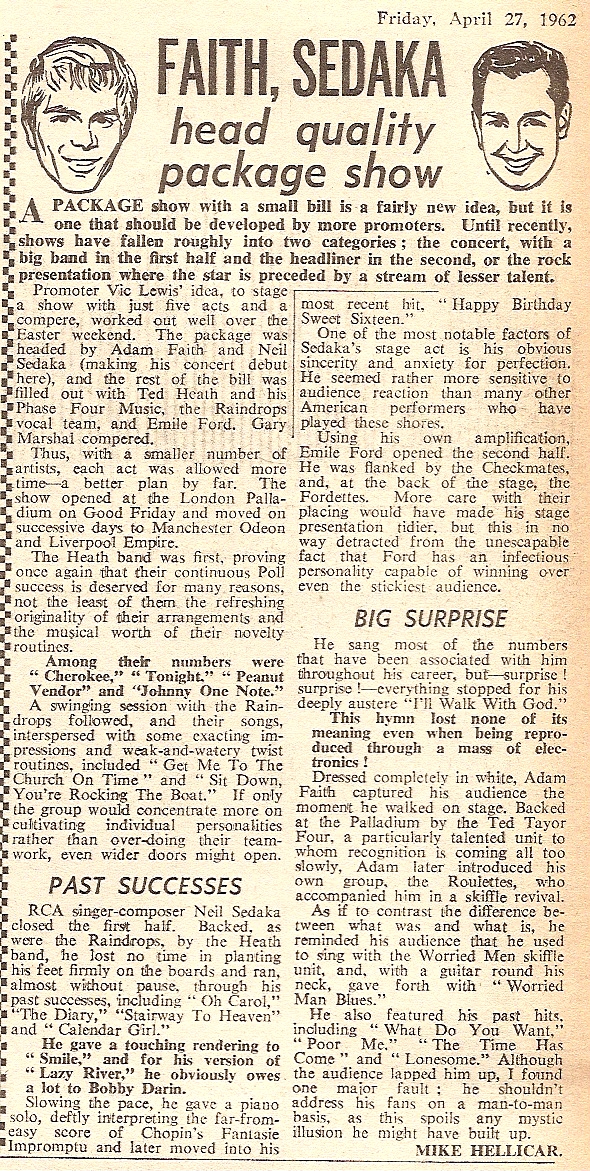 Friday, April 27, 1962
FAITH, SEDAKA
head quality
package show
A PACKAGE show with a small bill is a fairly new idea, but it is
one that should be developed by more promoters. Until recently,
shows have fallen roughly into two categories; the concert, with a
big band in the first half and the headliner in the second, or the rock
presentation where the star is preceded by a stream of lesser talent.
Promoter Vic Lewis' idea, to stage
a show with just five acts and a
compere, worked out well over the
Easter weekend. The package was
headed by Adam Faith and Neil
Sedaka (making his concert debut
here), and the rest of the bill was
filled out with Ted Heath and his
Phase Four Music, the Raindrops
vocal team, and Emile Ford. Gary
Marshal compered.
Thus, with a smaller number of
artists, each act was allowed more
time—a better plan by far. The
show opened at the London Palla-
dium on Good Friday and moved on
successive days to Manchester Odeon
and Liverpool Empire.
The Heath band was first, proving
once again that their continuous Poll
success is deserved for many reasons,
not the least of them the refreshing
originality of their arrangements and
the musical worth of their novelty
routines.
Among their numbers were
"Cherokee," "Tonight." "Peanut
Vendor" and "Johnny One Note."
A swinging session with the Rain-
drops followed, and their songs,
interspersed with some exacting im-
pressions and weak-and-watery twist
routines, included "Get Me To The
Church On Time" and "Sit Down,
You're Rocking The Boat." If only
the group would concentrate more on
cultivating individual personalities
rather than over-doing their team-
work, even wider doors might open.
PAST SUCCESSES
RCA singer-composer Neil Sedaka
closed the first half. Backed, as
were the Raindrops, by the Heath
band, he lost no time in planting
his feet firmly on the boards and ran,
almost without pause, through his
past successes, including "Oh Carol,"
"The Diary," "Stairway To Heaven"
and "Calendar Girl."
He gave a touching rendering to
"Smile," and for his version of
"Lazy River," he obviously owes
a lot to Bobby Darin.
Slowing the pace, he gave a piano
solo, deftly interpreting the far-from-
easy score of Chopin's Fantasie
Impromptu and later moved into his
most recent hit, "Happy Birthday
Sweet Sixteen."
One of the most notable factors of
Sedaka's stage act is his obvious
sincerity and anxiety for perfection.
He seemed rather more sensitive to
audience reaction than many other
American performers who have
played these shores.
Using his own amplification,
Emile Ford opened the second half.
He was flanked by the Checkmates,
and, at the back of the stage, the
Fordettes. More care with their
placing would have made his stage
presentation tidier, but this in no
way detracted from the unescapable
fact that Ford has an infectious
personality capable of winning over
even the stickiest audience.
BIG SURPRISE
He sang most of the numbers
that have been associated with him
throughout his career, but—surprise!
surprise!—everything stopped for his
deeply austere "I'll Walk With God."
This hymn lost none of its
meaning even when being repro-
duced through a mass of elec-
tronics!
Dressed completely in white, Adam
Faith captured his audience the
moment he walked on stage. Backed
at the Palladium by the Ted Tayor
Four, a particularly talented unit to
whom recognition is coming all too
slowly, Adam later introduced his
own group, the Roulettes, who
accompanied him in a skiffle revival.
As if to contrast the difference be-
tween what was and what is, he
reminded his audience that he used
to sing with the Worried Men skiffle
unit, and, with a guitar round his
neck, gave forth with "Worried
Man Blues."
He also featured his past hits,
including "What Do You Want,"
"Poor Me," "The Time Has
Come" and "Lonesome." Although
the audience lapped him up, I found
one major fault; he shouldn't
address his fans on a man-to-man
basis, as this spoils any mystic
illusion he might have built up.
MIKE HELLICAR.